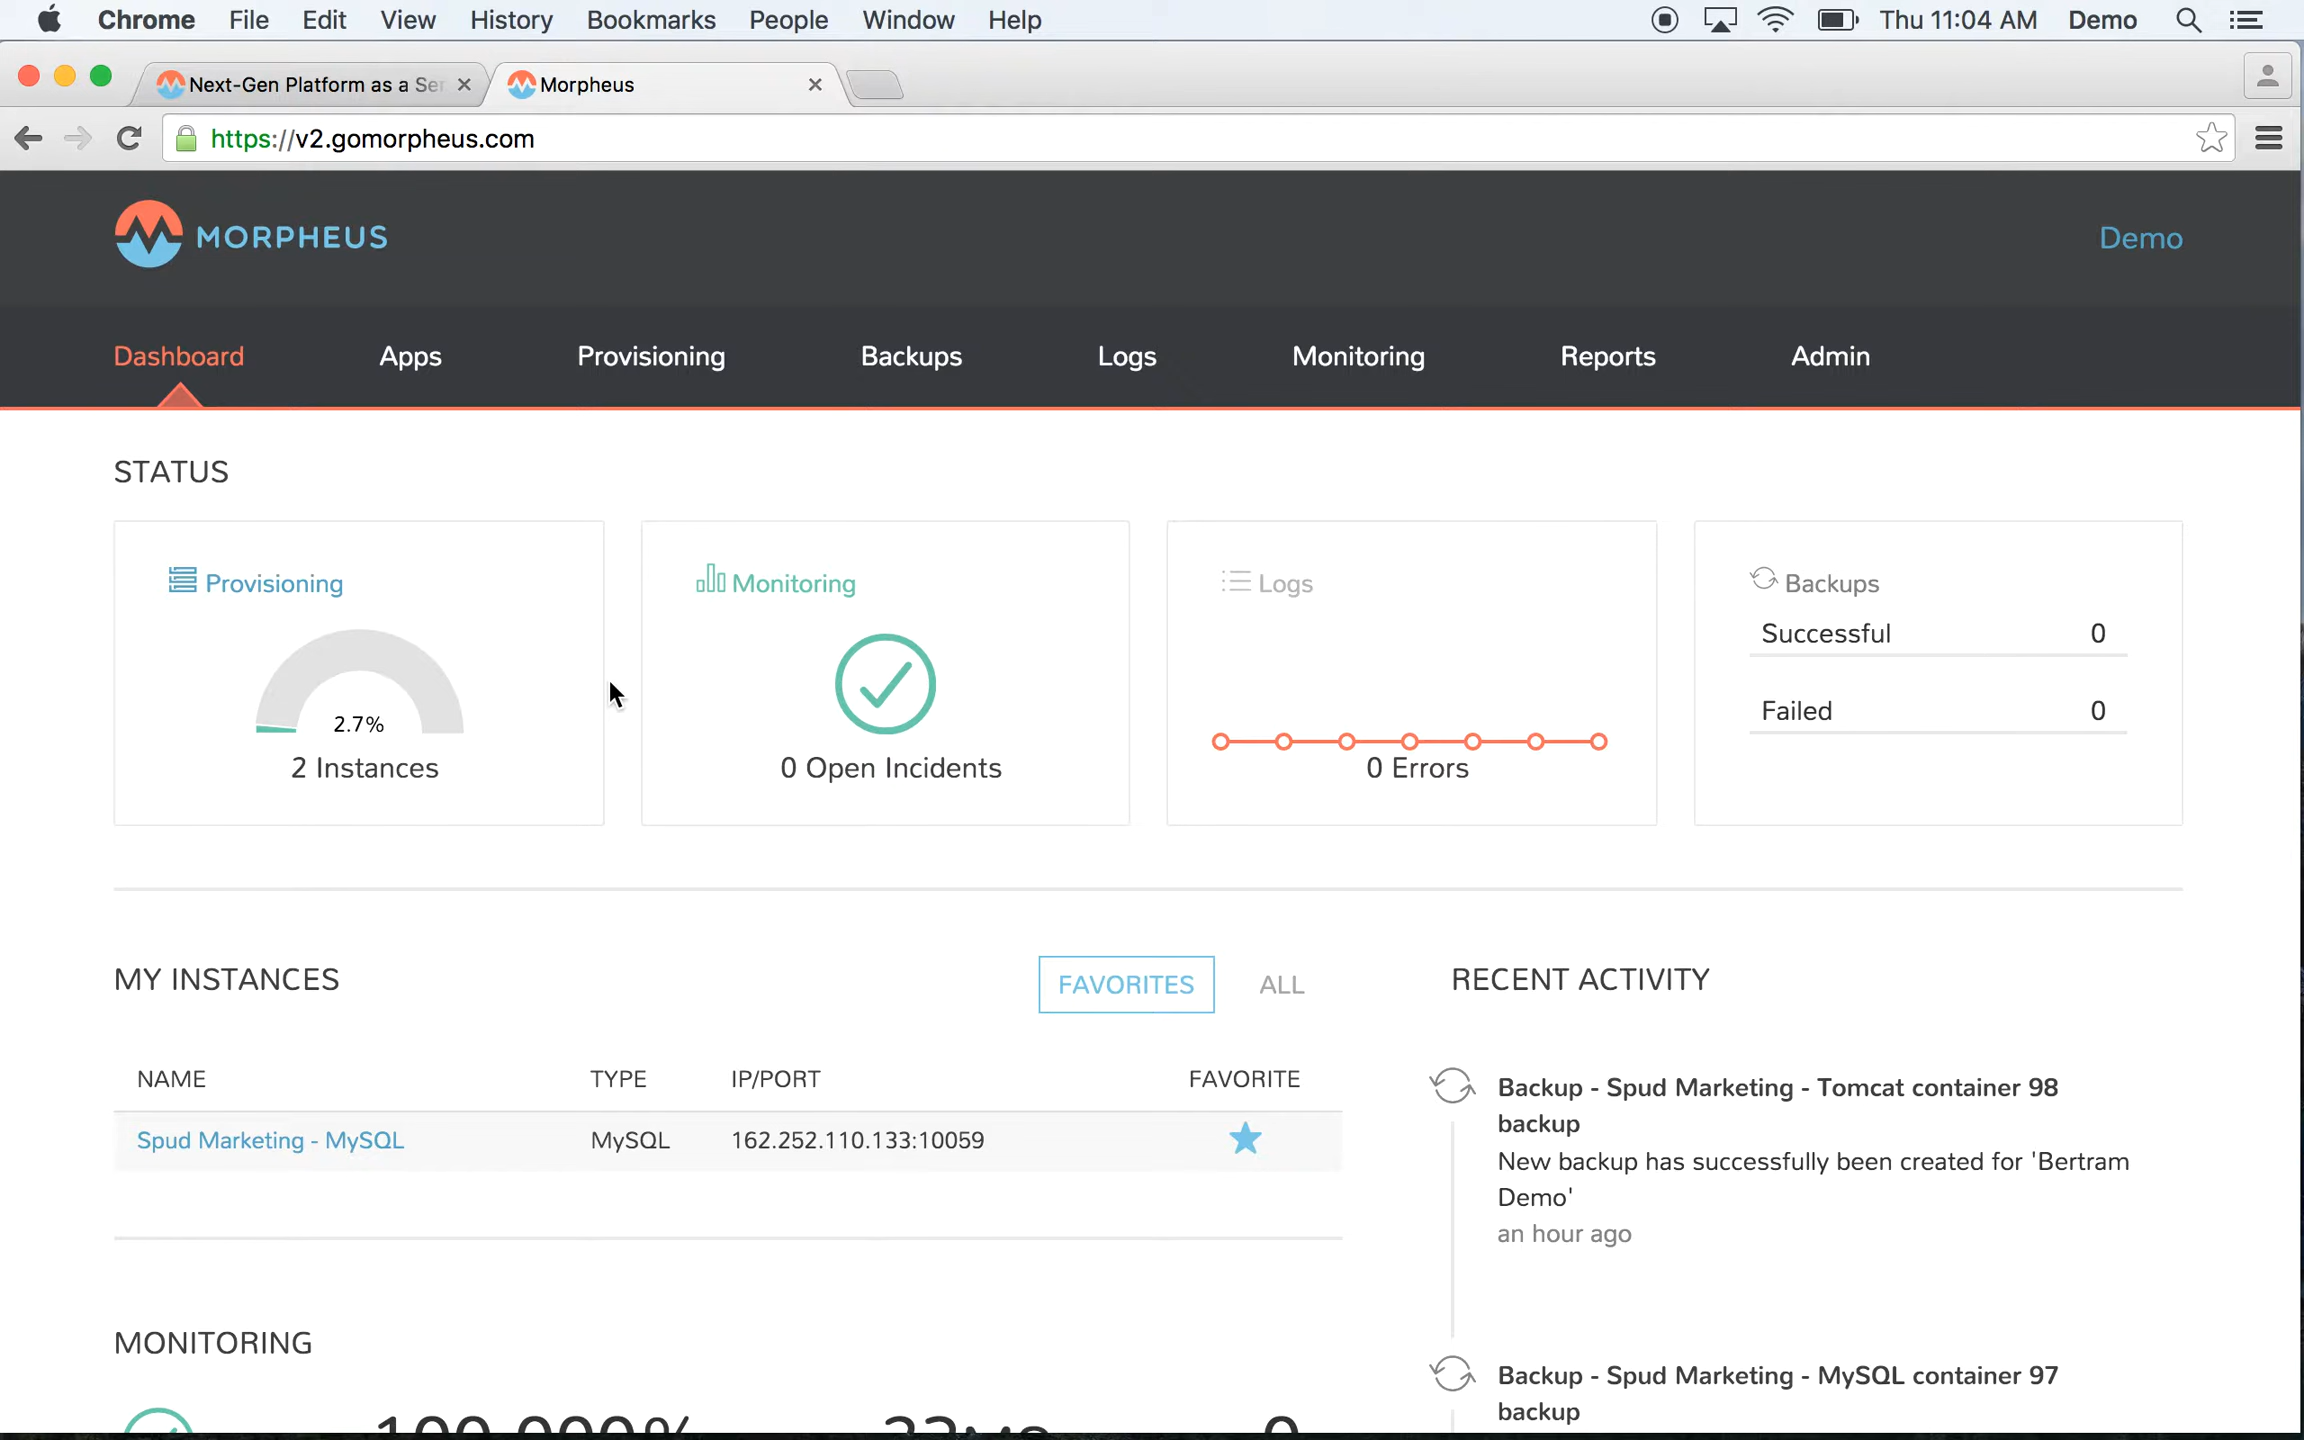 Chrome File Edit View History Bookmarks People Window Help Thu 11:04 AM Demo
Next-Gen Platform as a Ser Morpheus
https://v2.gomorpheus.com
MORPHEUS Demo
Dashboard Apps Provisioning Backups Logs Monitoring Reports Admin
STATUS
Provisioning
2.7%
2 Instances
Monitoring
0 Open Incidents
Logs
0 Errors
Backups
Successful 0
Failed 0
MY INSTANCES
FAVORITES ALL
NAME TYPE IP/PORT FAVORITE
Spud Marketing - MySQL MySQL 162.252.110.133:10059
RECENT ACTIVITY
Backup - Spud Marketing - Tomcat container 98
backup
New backup has successfully been created for 'Bertram
Demo'
an hour ago
Backup - Spud Marketing - MySQL container 97
backup
MONITORING
100.000% 0